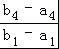 b₄ − a₄
b₁ − a₁